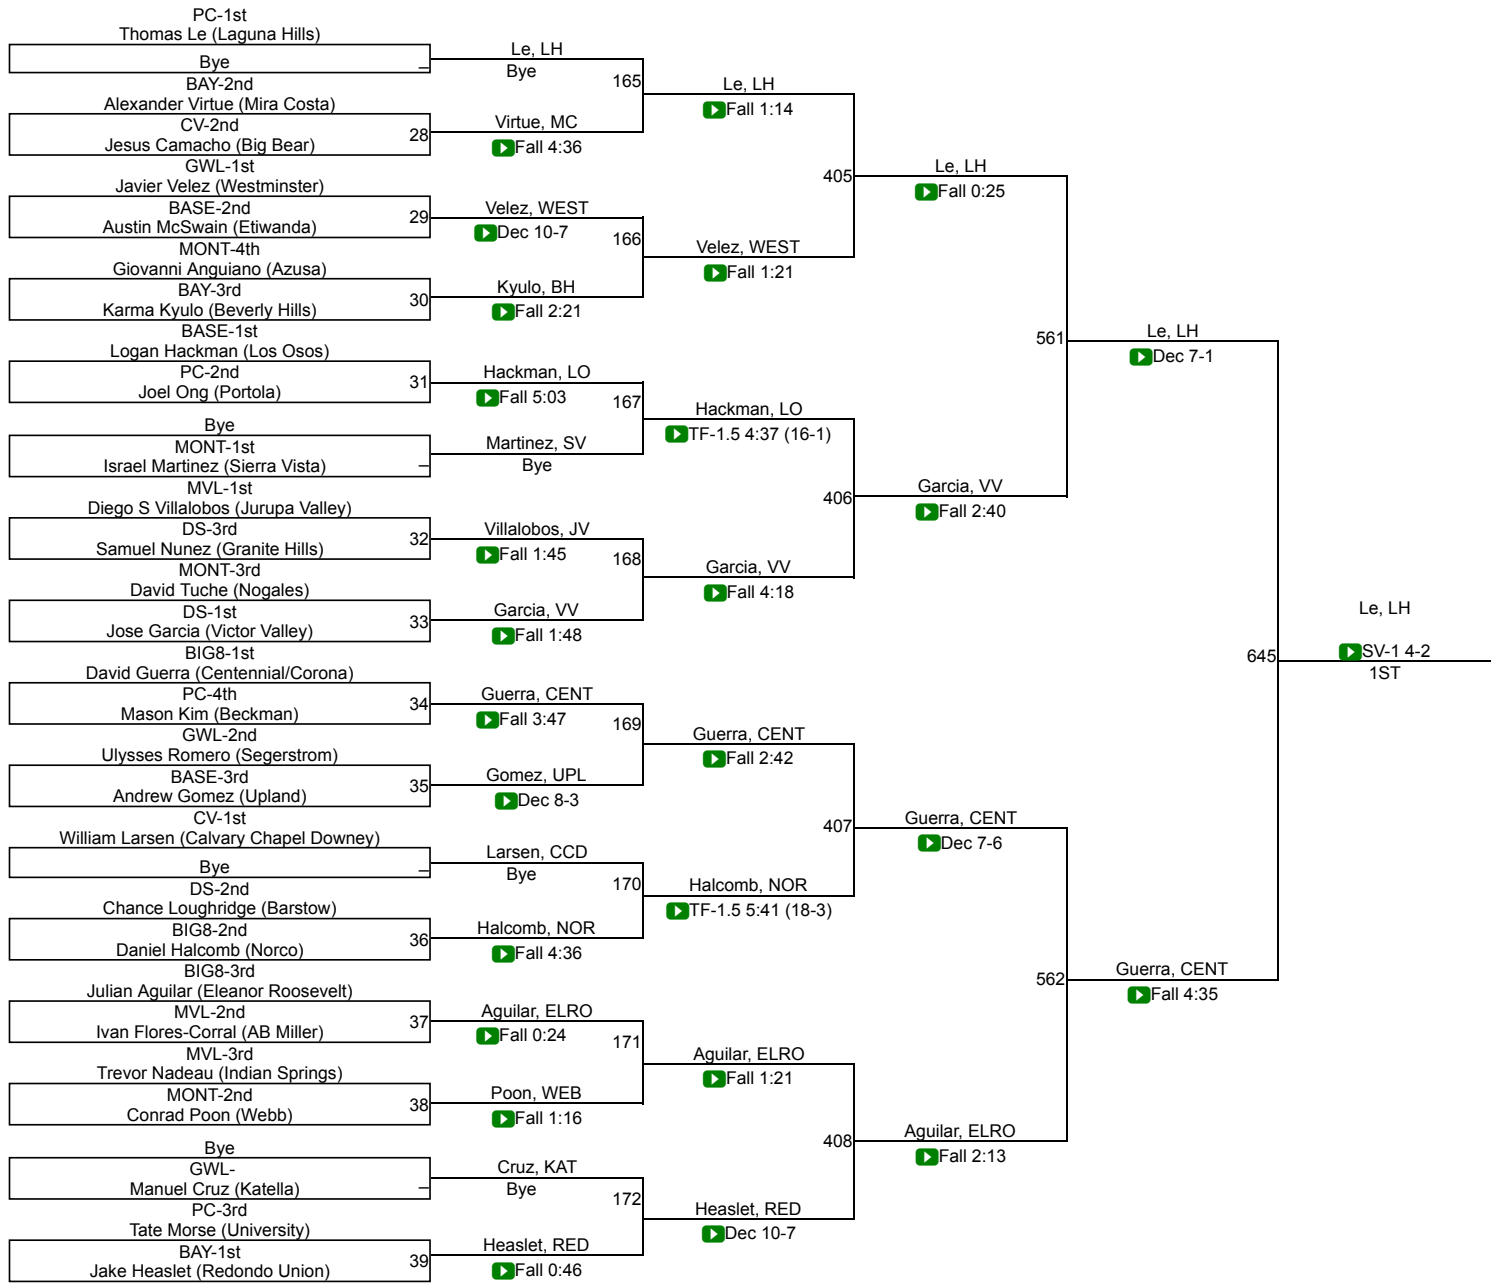 PC-1st
Thomas Le (Laguna Hills)
Bye
BAY-2nd
Alexander Virtue (Mira Costa)
CV-2nd
Jesus Camacho (Big Bear)
28
GWL-1st
Javier Velez (Westminster)
BASE-2nd
Austin McSwain (Etiwanda)
29
MONT-4th
Giovanni Anguiano (Azusa)
BAY-3rd
Karma Kyulo (Beverly Hills)
30
BASE-1st
Logan Hackman (Los Osos)
PC-2nd
Joel Ong (Portola)
31
Bye
MONT-1st
Israel Martinez (Sierra Vista)
MVL-1st
Diego S Villalobos (Jurupa Valley)
DS-3rd
Samuel Nunez (Granite Hills)
32
MONT-3rd
David Tuche (Nogales)
DS-1st
Jose Garcia (Victor Valley)
33
BIG8-1st
David Guerra (Centennial/Corona)
PC-4th
Mason Kim (Beckman)
34
GWL-2nd
Ulysses Romero (Segerstrom)
BASE-3rd
Andrew Gomez (Upland)
35
CV-1st
William Larsen (Calvary Chapel Downey)
Bye
DS-2nd
Chance Loughridge (Barstow)
BIG8-2nd
Daniel Halcomb (Norco)
36
BIG8-3rd
Julian Aguilar (Eleanor Roosevelt)
MVL-2nd
Ivan Flores-Corral (AB Miller)
37
MVL-3rd
Trevor Nadeau (Indian Springs)
MONT-2nd
Conrad Poon (Webb)
38
Bye
GWL-
Manuel Cruz (Katella)
PC-3rd
Tate Morse (University)
BAY-1st
Jake Heaslet (Redondo Union)
39
Le, LH
Bye
165
Virtue, MC
Fall 4:36
Velez, WEST
Dec 10-7
166
Kyulo, BH
Fall 2:21
Hackman, LO
Fall 5:03
167
Martinez, SV
Bye
Villalobos, JV
Fall 1:45
168
Garcia, VV
Fall 1:48
Guerra, CENT
Fall 3:47
169
Gomez, UPL
Dec 8-3
Larsen, CCD
Bye
170
Halcomb, NOR
Fall 4:36
Aguilar, ELRO
Fall 0:24
171
Poon, WEB
Fall 1:16
Cruz, KAT
Bye
172
Heaslet, RED
Fall 0:46
Le, LH
Fall 1:14
405
Velez, WEST
Fall 1:21
Hackman, LO
TF-1.5 4:37 (16-1)
406
Garcia, VV
Fall 4:18
Guerra, CENT
Fall 2:42
407
Halcomb, NOR
TF-1.5 5:41 (18-3)
Aguilar, ELRO
Fall 1:21
408
Heaslet, RED
Dec 10-7
Le, LH
Fall 0:25
561
Garcia, VV
Fall 2:40
Guerra, CENT
Dec 7-6
562
Aguilar, ELRO
Fall 2:13
Le, LH
Dec 7-1
645
Guerra, CENT
Fall 4:35
Le, LH
SV-1 4-2
1ST